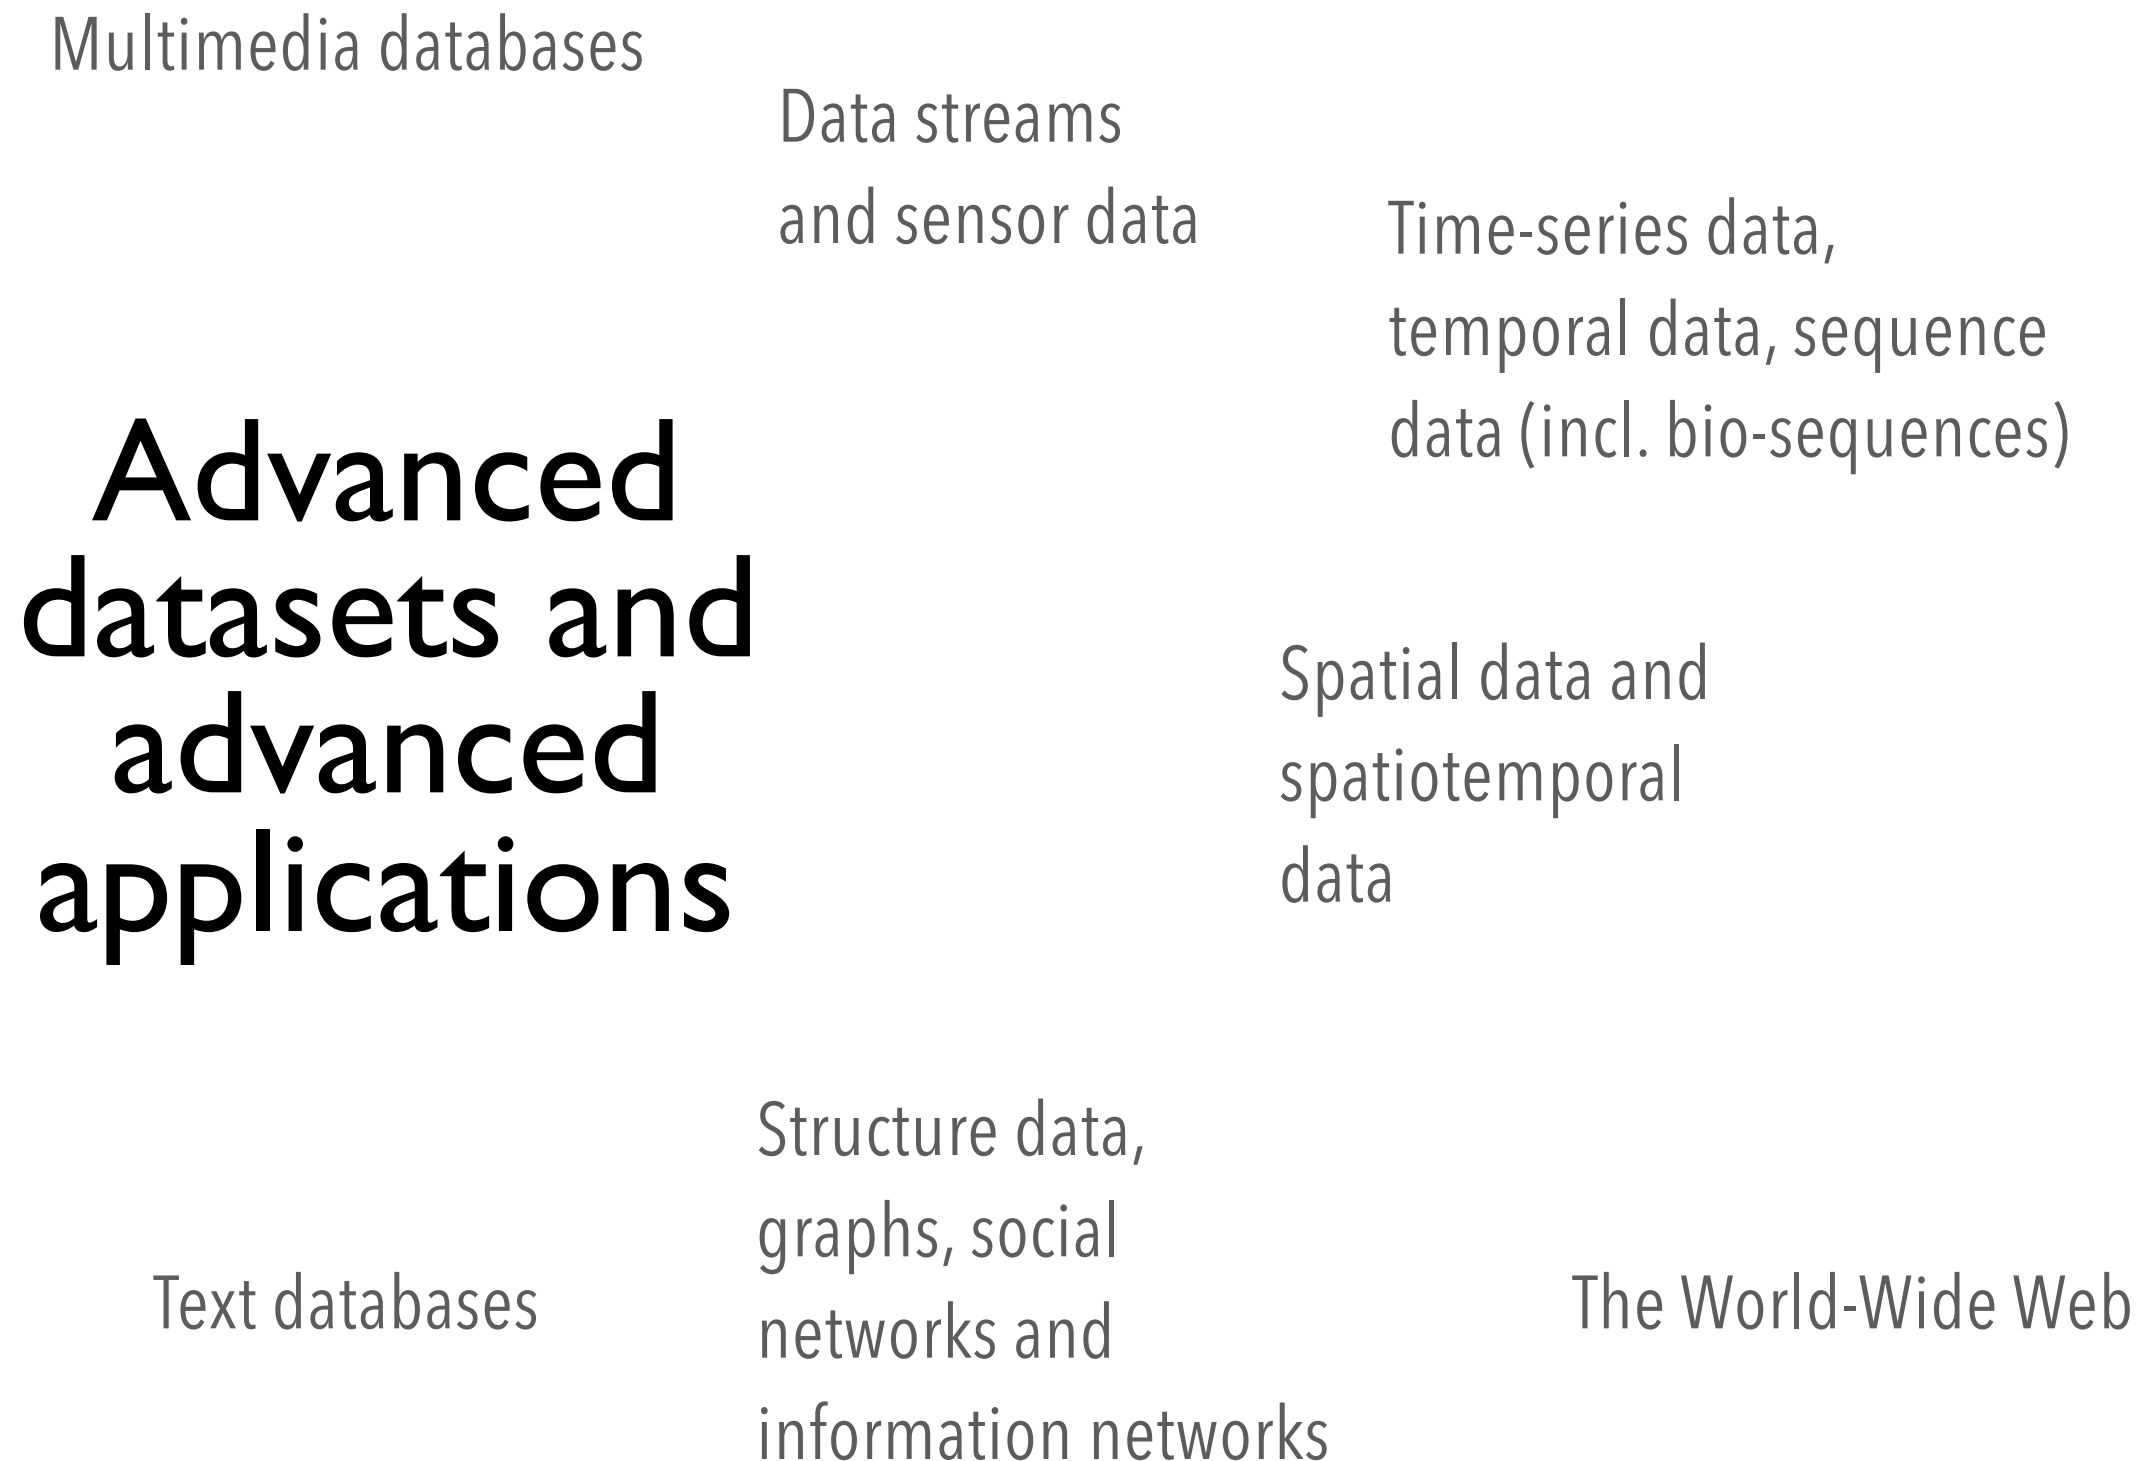 Multimedia databases
Data streams
and sensor data
Time-series data,
temporal data, sequence
data (incl. bio-sequences)
Advanced
datasets and
advanced
applications
Spatial data and
spatiotemporal
data
Structure data,
graphs, social
networks and
information networks
Text databases
The World-Wide Web